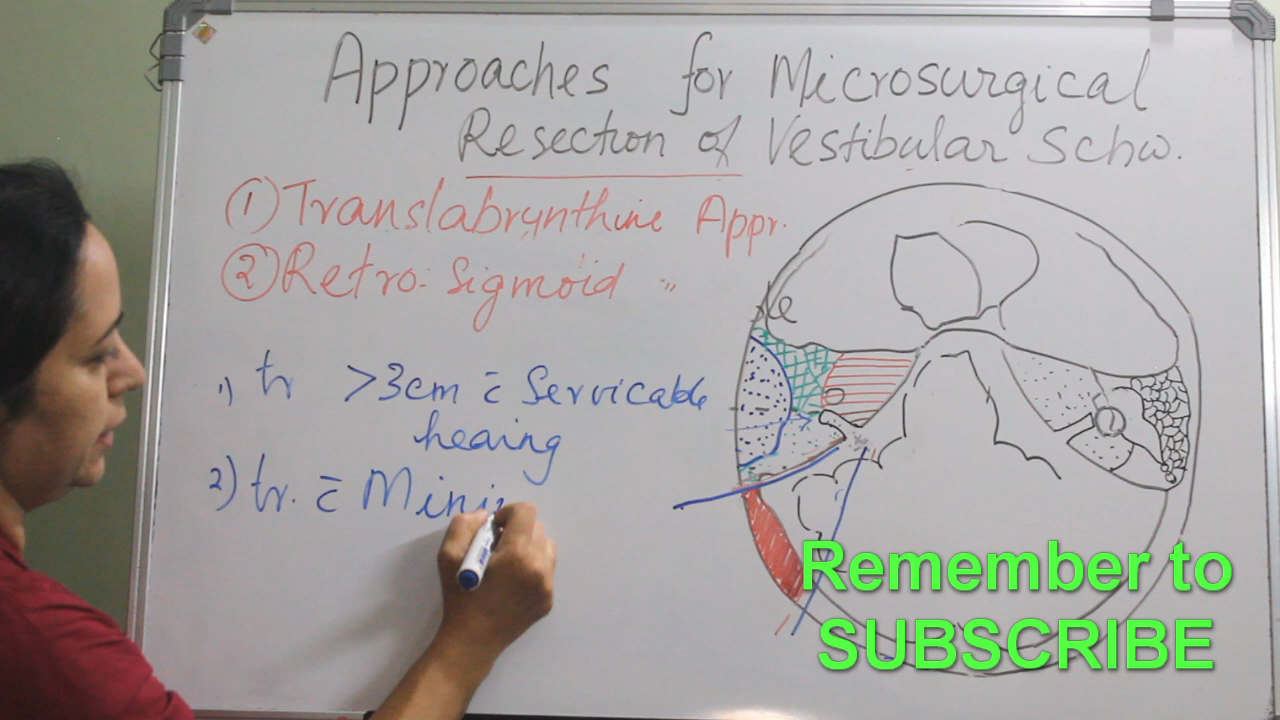 Approaches for Microsurgical
Resection of Vestibular Schw.
① Translabrynthine Appr.
② Retro. Sigmoid "
1) tr >3cm c̄ Servicable
heaing
2) tr. c̄ Mini
Remember to
SUBSCRIBE